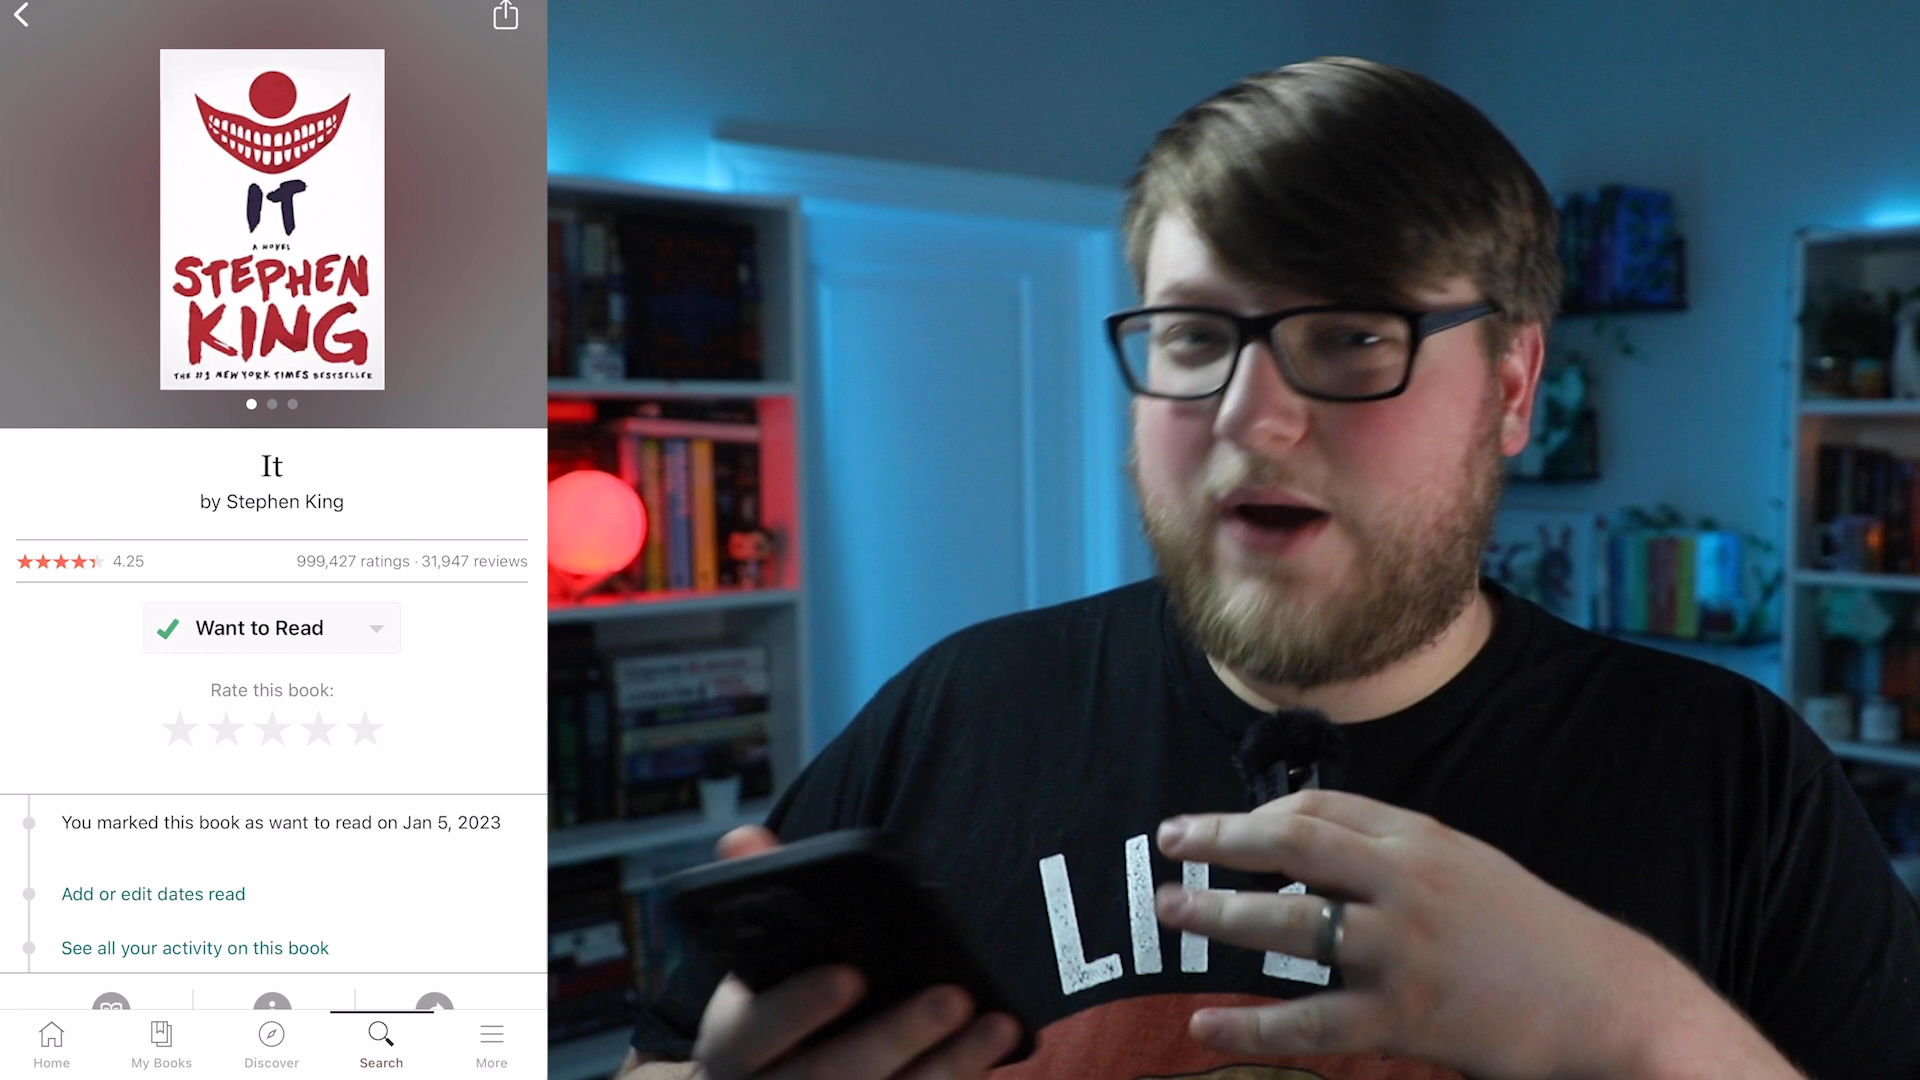 IT
A NOVEL
STEPHEN
KING
THE #1 NEW YORK TIMES BESTSELLER
It
by Stephen King
4.25
999,427 ratings · 31,947 reviews
Want to Read
Rate this book:
You marked this book as want to read on Jan 5, 2023
Add or edit dates read
See all your activity on this book
Home
My Books
Discover
Search
More